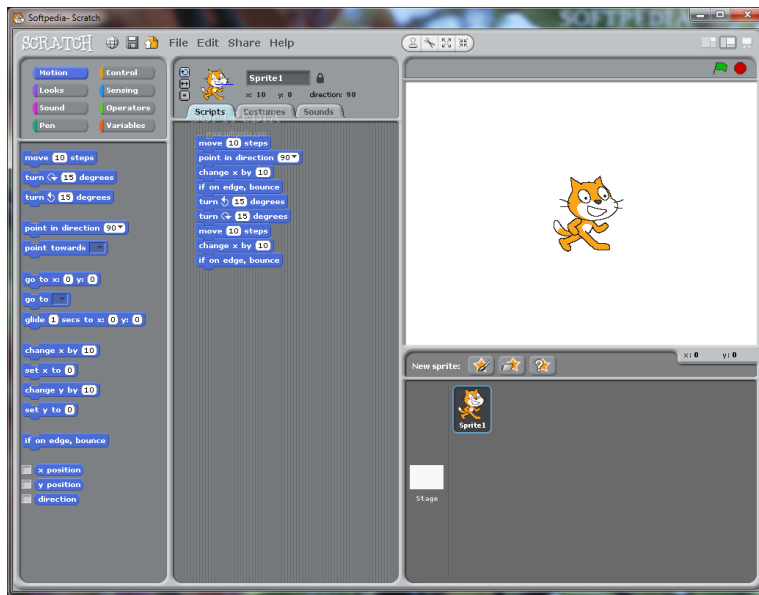 Softpedia- Scratch
SOFTPEDIA
SCRATCH File Edit Share Help
Motion Control
Looks Sensing
Sound Operators
Pen Variables
move 10 steps
turn 15 degrees
turn 15 degrees
point in direction 90
point towards
go to x: 0 y: 0
go to
glide 1 secs to x: 0 y: 0
change x by 10
set x to 0
change y by 10
set y to 0
if on edge, bounce
x position
y position
direction
Sprite1
x: 10 y: 0 direction: 90
Scripts Costumes Sounds
SOFTPEDIA
www.softpedia.com
move 10 steps
point in direction 90
change x by 10
if on edge, bounce
turn 15 degrees
turn 15 degrees
move 10 steps
change x by 10
if on edge, bounce
x: 0 y: 0
New sprite:
Sprite1
Stage